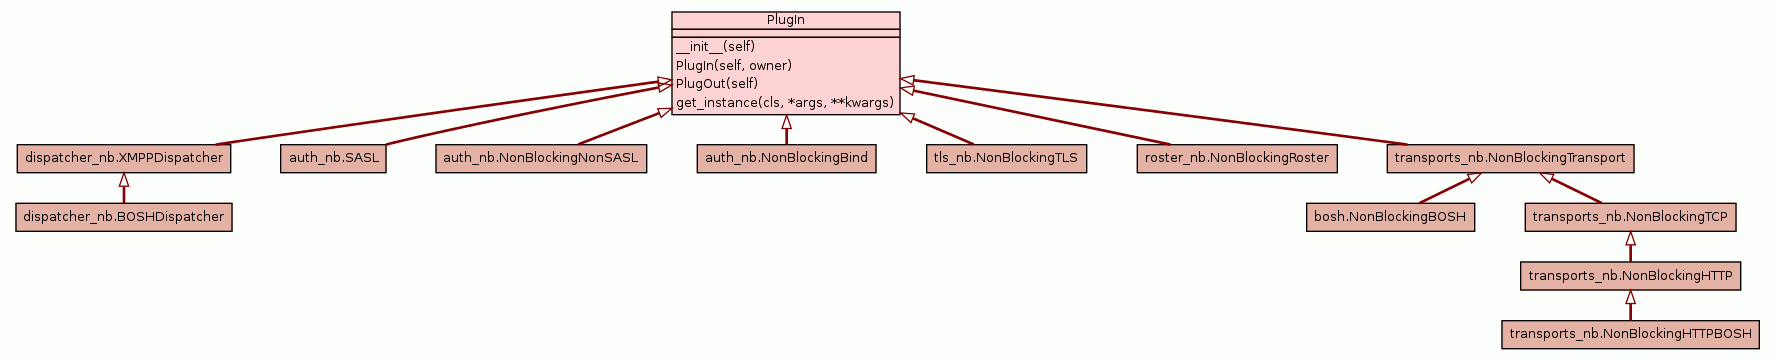 PlugIn
__init__(self)
PlugIn(self, owner)
PlugOut(self)
get_instance(cls, *args, **kwargs)
dispatcher_nb.XMPPDispatcher
auth_nb.SASL
auth_nb.NonBlockingNonSASL
auth_nb.NonBlockingBind
tls_nb.NonBlockingTLS
roster_nb.NonBlockingRoster
transports_nb.NonBlockingTransport
dispatcher_nb.BOSHDispatcher
bosh.NonBlockingBOSH
transports_nb.NonBlockingTCP
transports_nb.NonBlockingHTTP
transports_nb.NonBlockingHTTPBOSH